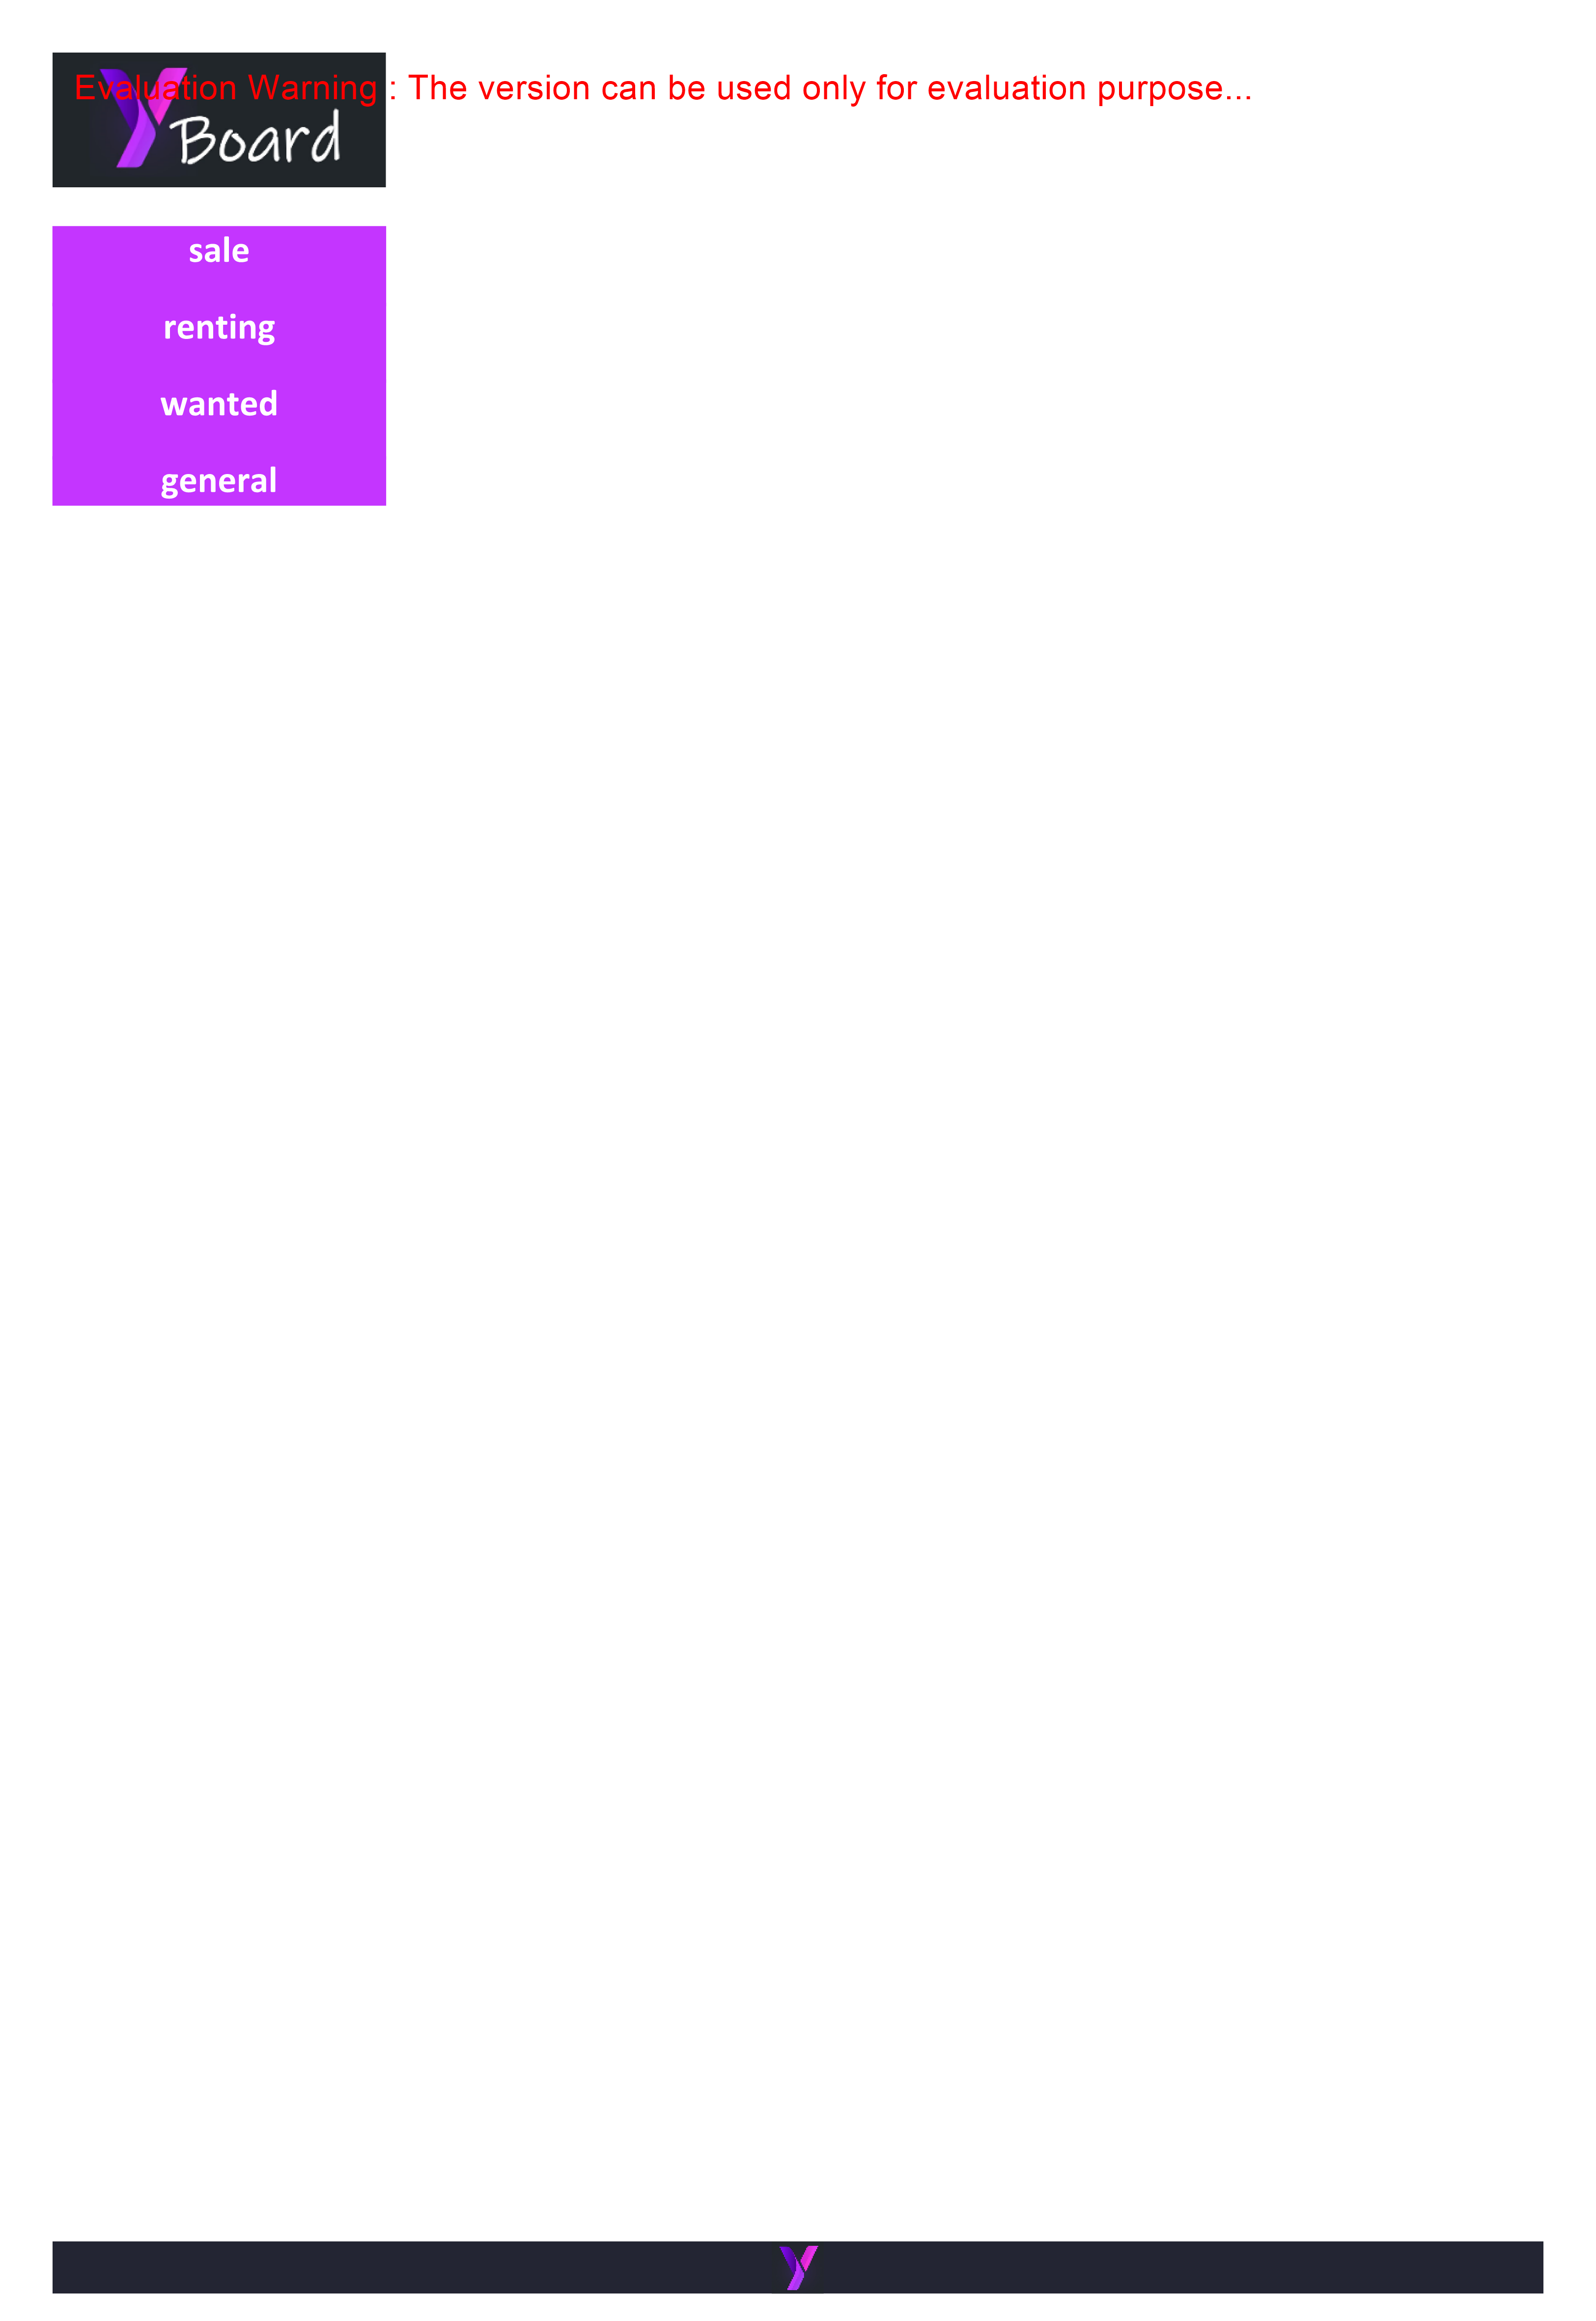 Evaluation Warning : The version can be used only for evaluation purpose...
Y Board
sale
renting
wanted
general
Y